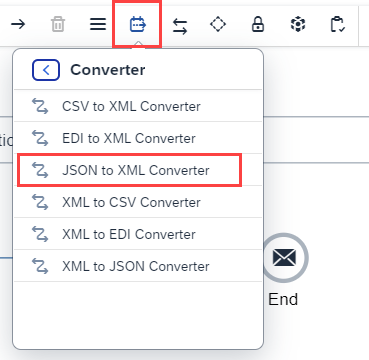 Converter
CSV to XML Converter
EDI to XML Converter
JSON to XML Converter
XML to CSV Converter
XML to EDI Converter
XML to JSON Converter
End